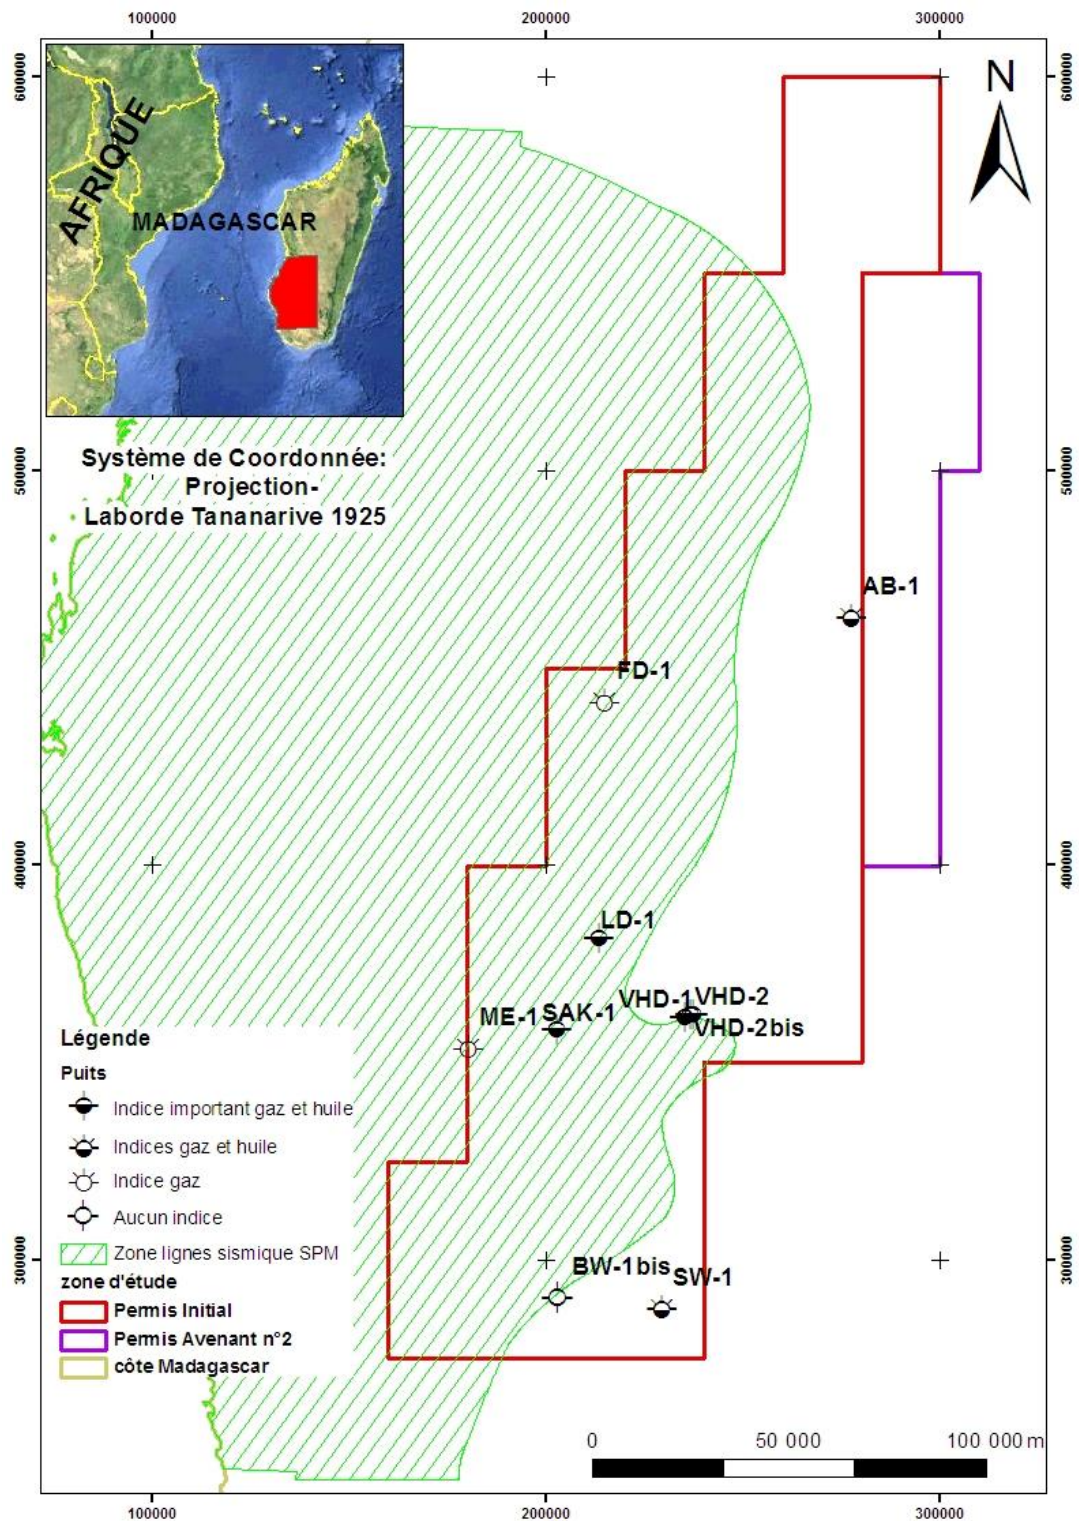 100000 200000 300000
N
600000 600000
AFRIQUE
MADAGASCAR
Système de Coordonnée:
Projection-
Laborde Tananarive 1925
500000 500000
AB-1
FD-1
400000 400000
LD-1
VHD-1 VHD-2
ME-1 SAK-1
VHD-2bis
Légende
Puits
Indice important gaz et huile
Indices gaz et huile
Indice gaz
Aucun indice
Zone lignes sismique SPM
300000 300000
BW-1bis SW-1
zone d'étude
Permis Initial
Permis Avenant n°2
côte Madagascar
0 50 000 100 000 m
100000 200000 300000